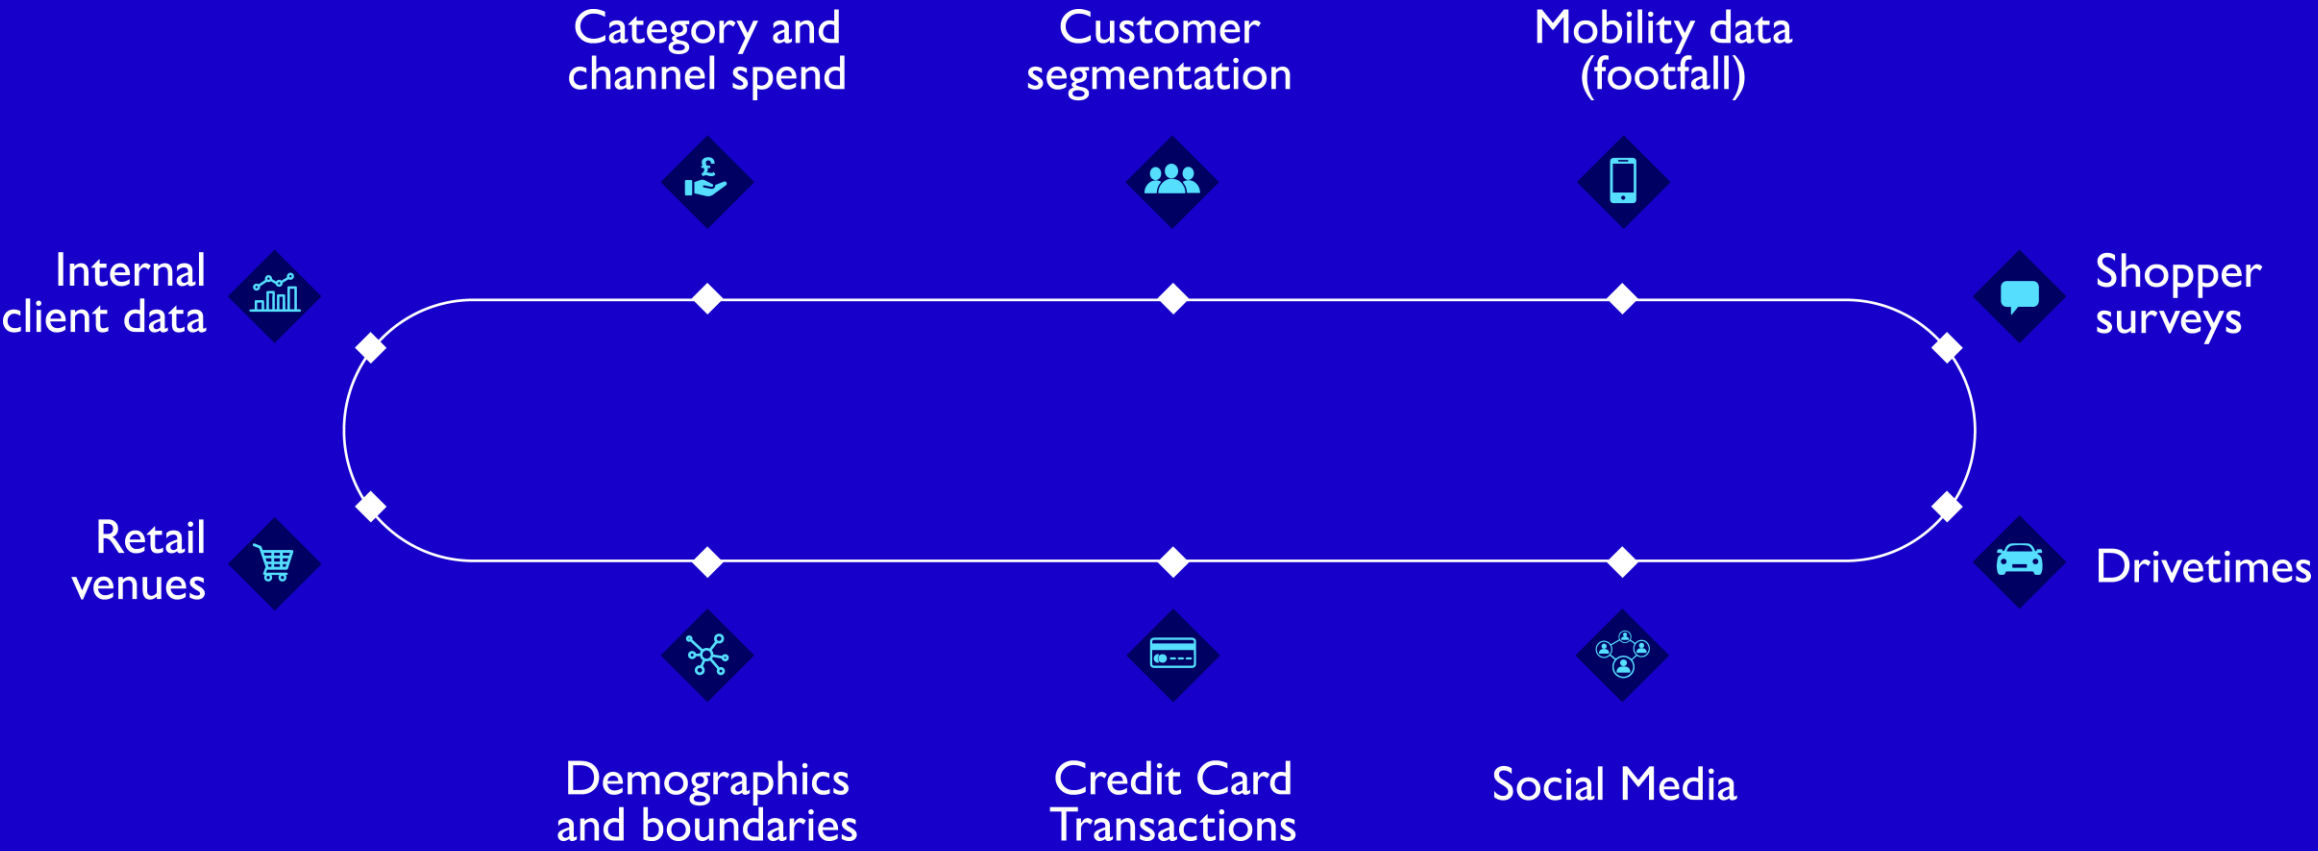 Category and
channel spend
Customer
segmentation
Mobility data
(footfall)
£
Internal
client data
Shopper
surveys
Retail
venues
Drivetimes
Demographics
and boundaries
Credit Card
Transactions
Social Media